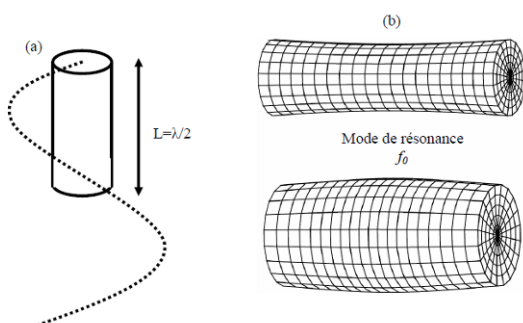 (a)
L=λ/2
(b)
Mode de résonance
f₀